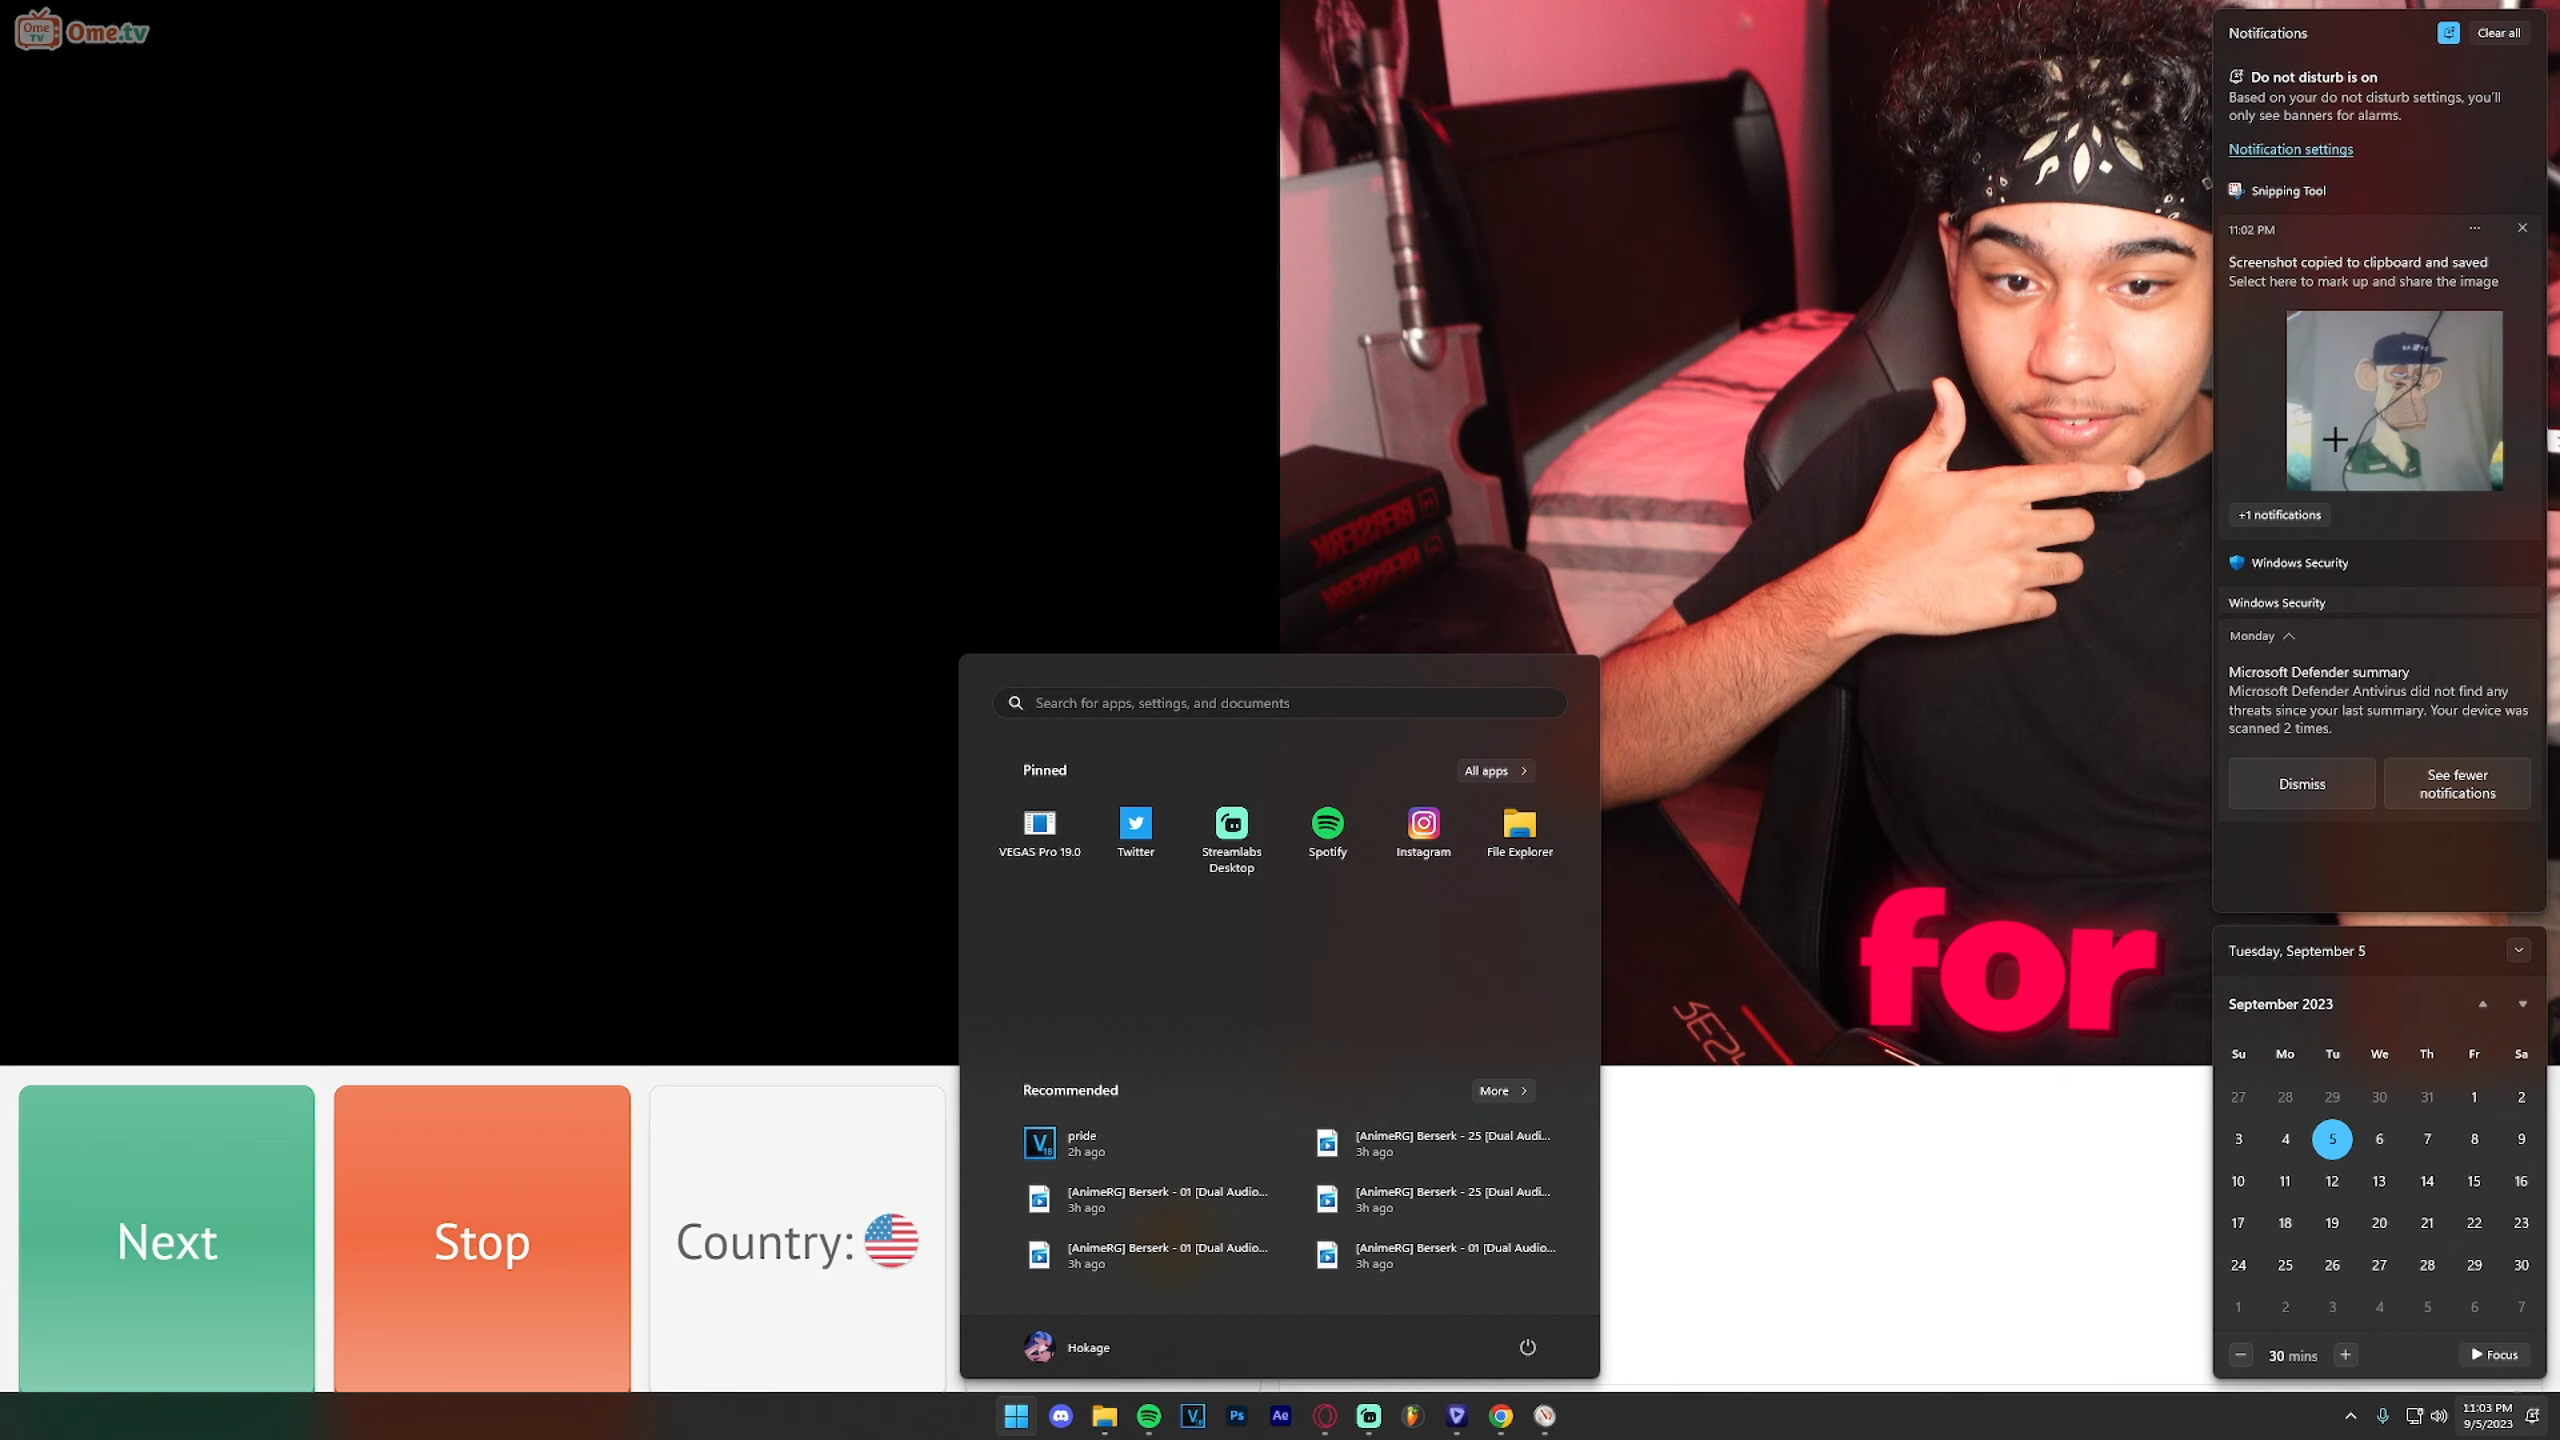 Ome TV
Ome.tv
BERSERK
BERSERK
for
Next
Stop
Country:
Search for apps, settings, and documents
Pinned
All apps
VEGAS Pro 19.0
Twitter
Streamlabs
Desktop
Spotify
Instagram
File Explorer
Recommended
More
pride
2h ago
[AnimeRG] Berserk - 25 [Dual Audi...
3h ago
[AnimeRG] Berserk - 01 [Dual Audio...
3h ago
[AnimeRG] Berserk - 25 [Dual Audi...
3h ago
[AnimeRG] Berserk - 01 [Dual Audio...
3h ago
[AnimeRG] Berserk - 01 [Dual Audio...
3h ago
Hokage
Notifications
Clear all
Do not disturb is on
Based on your do not disturb settings, you'll
only see banners for alarms.
Notification settings
Snipping Tool
11:02 PM
Screenshot copied to clipboard and saved
Select here to mark up and share the image
+1 notifications
Windows Security
Windows Security
Monday
Microsoft Defender summary
Microsoft Defender Antivirus did not find any
threats since your last summary. Your device was
scanned 2 times.
Dismiss
See fewer
notifications
Tuesday, September 5
September 2023
Su Mo Tu We Th Fr Sa
27 28 29 30 31 1 2
3 4 5 6 7 8 9
10 11 12 13 14 15 16
17 18 19 20 21 22 23
24 25 26 27 28 29 30
1 2 3 4 5 6 7
30 mins
Focus
Ps
Ae
11:03 PM
9/5/2023